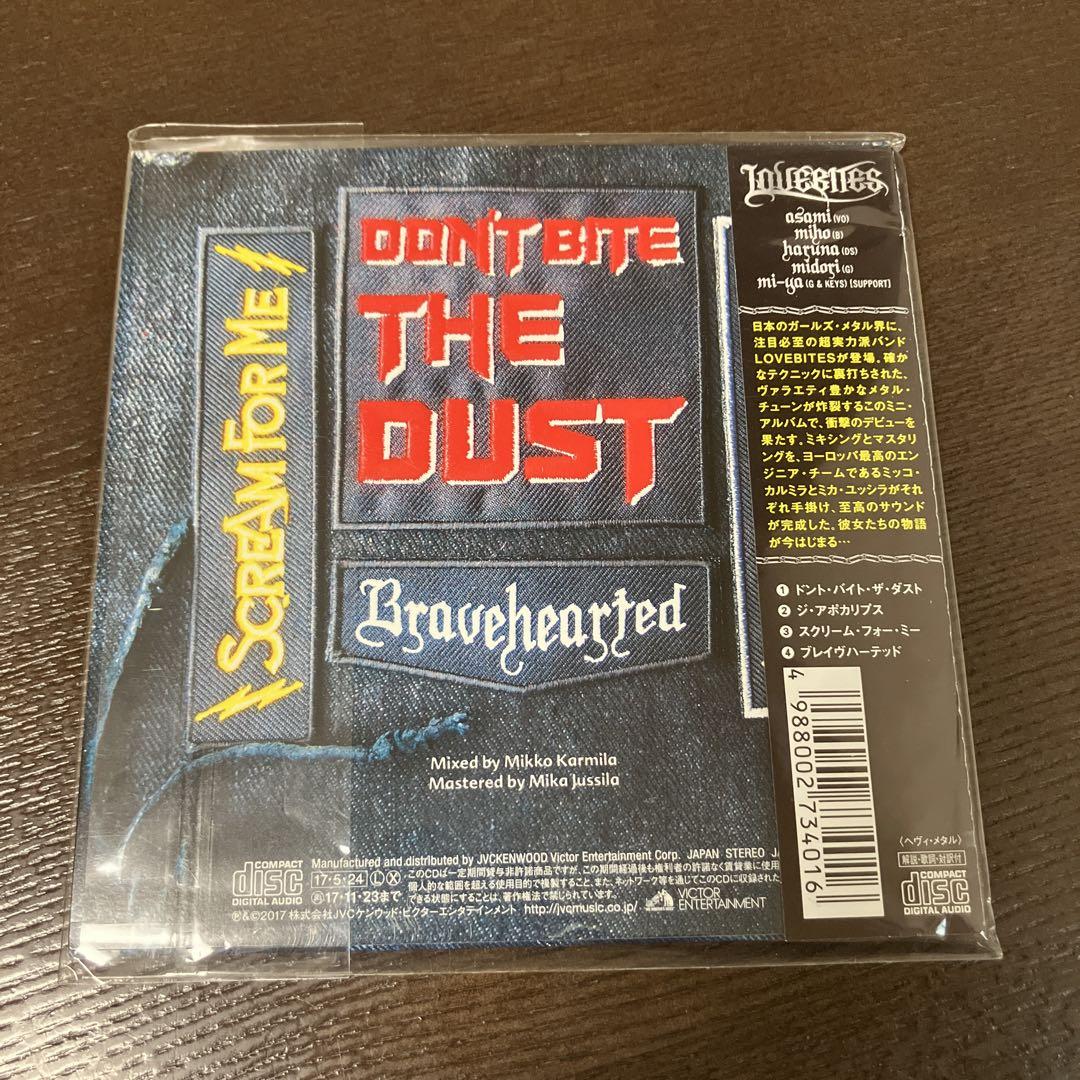 SCREAM FOR ME
DON'T BITE
THE
DUST
Bravehearted
Mixed by Mikko Karmila
Mastered by Mika Jussila
COMPACT
disc
DIGITAL AUDIO
Manufactured and distributed by JVCKENWOOD Victor Entertainment Corp. JAPAN STEREO
17・5・24 L X このCDは一定期間貸与非許諾商品ですが、この期間経過後も権利者の許諾なく賃貸業に使用
17・11・23まで 個人的な範囲を超える使用目的で複製すること、また、ネットワーク等を通じてこのCDに収録された
できる状態にすることは、著作権法で禁じられています。
℗&©2017 株式会社JVCケンウッド・ビクターエンタテインメント http://jvcmusic.co.jp/
VICTOR
ENTERTAINMENT
LOVEBITES
asami (VO)
miho (B)
haruna (DS)
midori (G)
mi-ya (G & KEYS) [SUPPORT]
日本のガールズ・メタル界に、
注目必至の超実力派バンド
LOVEBITESが登場。確か
なテクニックに裏打ちされた、
ヴァラエティ豊かなメタル・
チューンが炸裂するこのミニ・
アルバムで、衝撃のデビューを
果たす。ミキシングとマスタリ
ングを、ヨーロッパ最高のエン
ジニア・チームであるミッコ・
カルミラとミカ・ユッシラがそれ
ぞれ手掛け、至高のサウンド
が完成した。彼女たちの物語
が今はじまる…
1 ドント・バイト・ザ・ダスト
2 ジ・アポカリプス
3 スクリーム・フォー・ミー
4 ブレイヴハーテッド
4 988002 734016
〈ヘヴィ・メタル〉
解説・歌詞・対訳付
COMPACT
disc
DIGITAL AUDIO